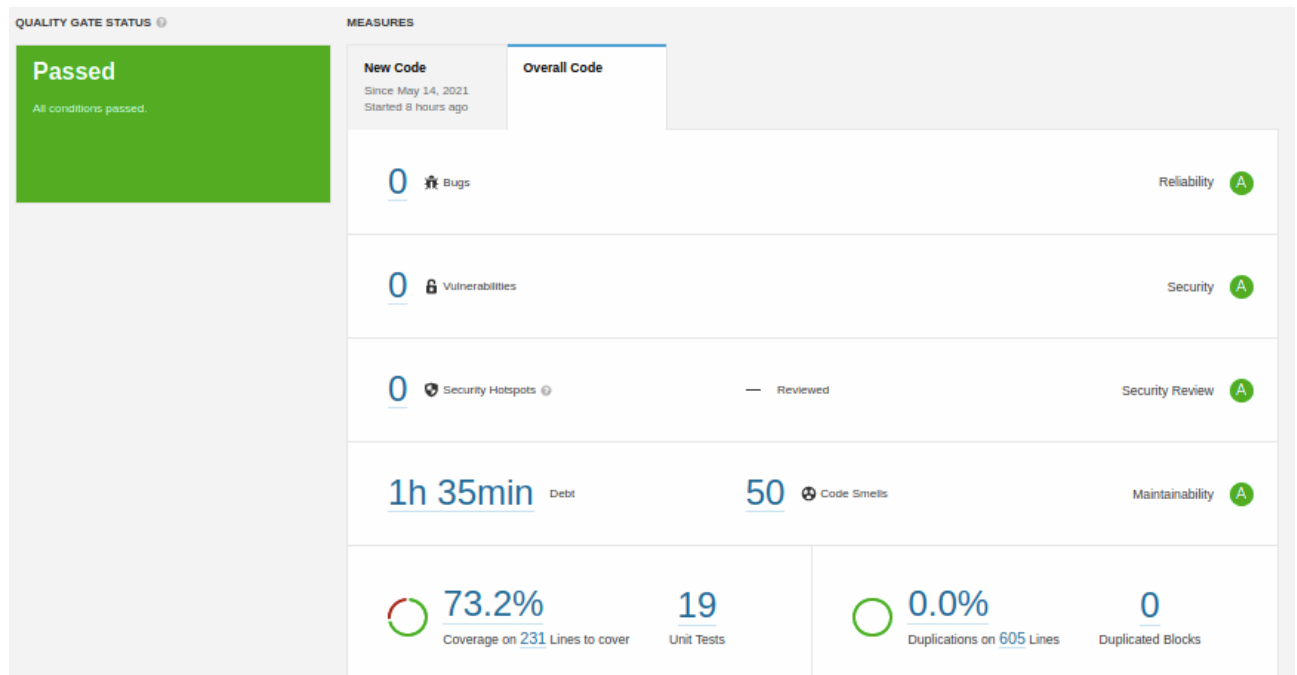 QUALITY GATE STATUS
MEASURES
Passed
All conditions passed.
New Code
Since May 14, 2021
Started 8 hours ago
Overall Code
0 Bugs
Reliability A
0 Vulnerabilities
Security A
0 Security Hotspots ?
— Reviewed
Security Review A
1h 35min Debt
50 Code Smells
Maintainability A
73.2%
Coverage on 231 Lines to cover
19
Unit Tests
0.0%
Duplications on 605 Lines
0
Duplicated Blocks